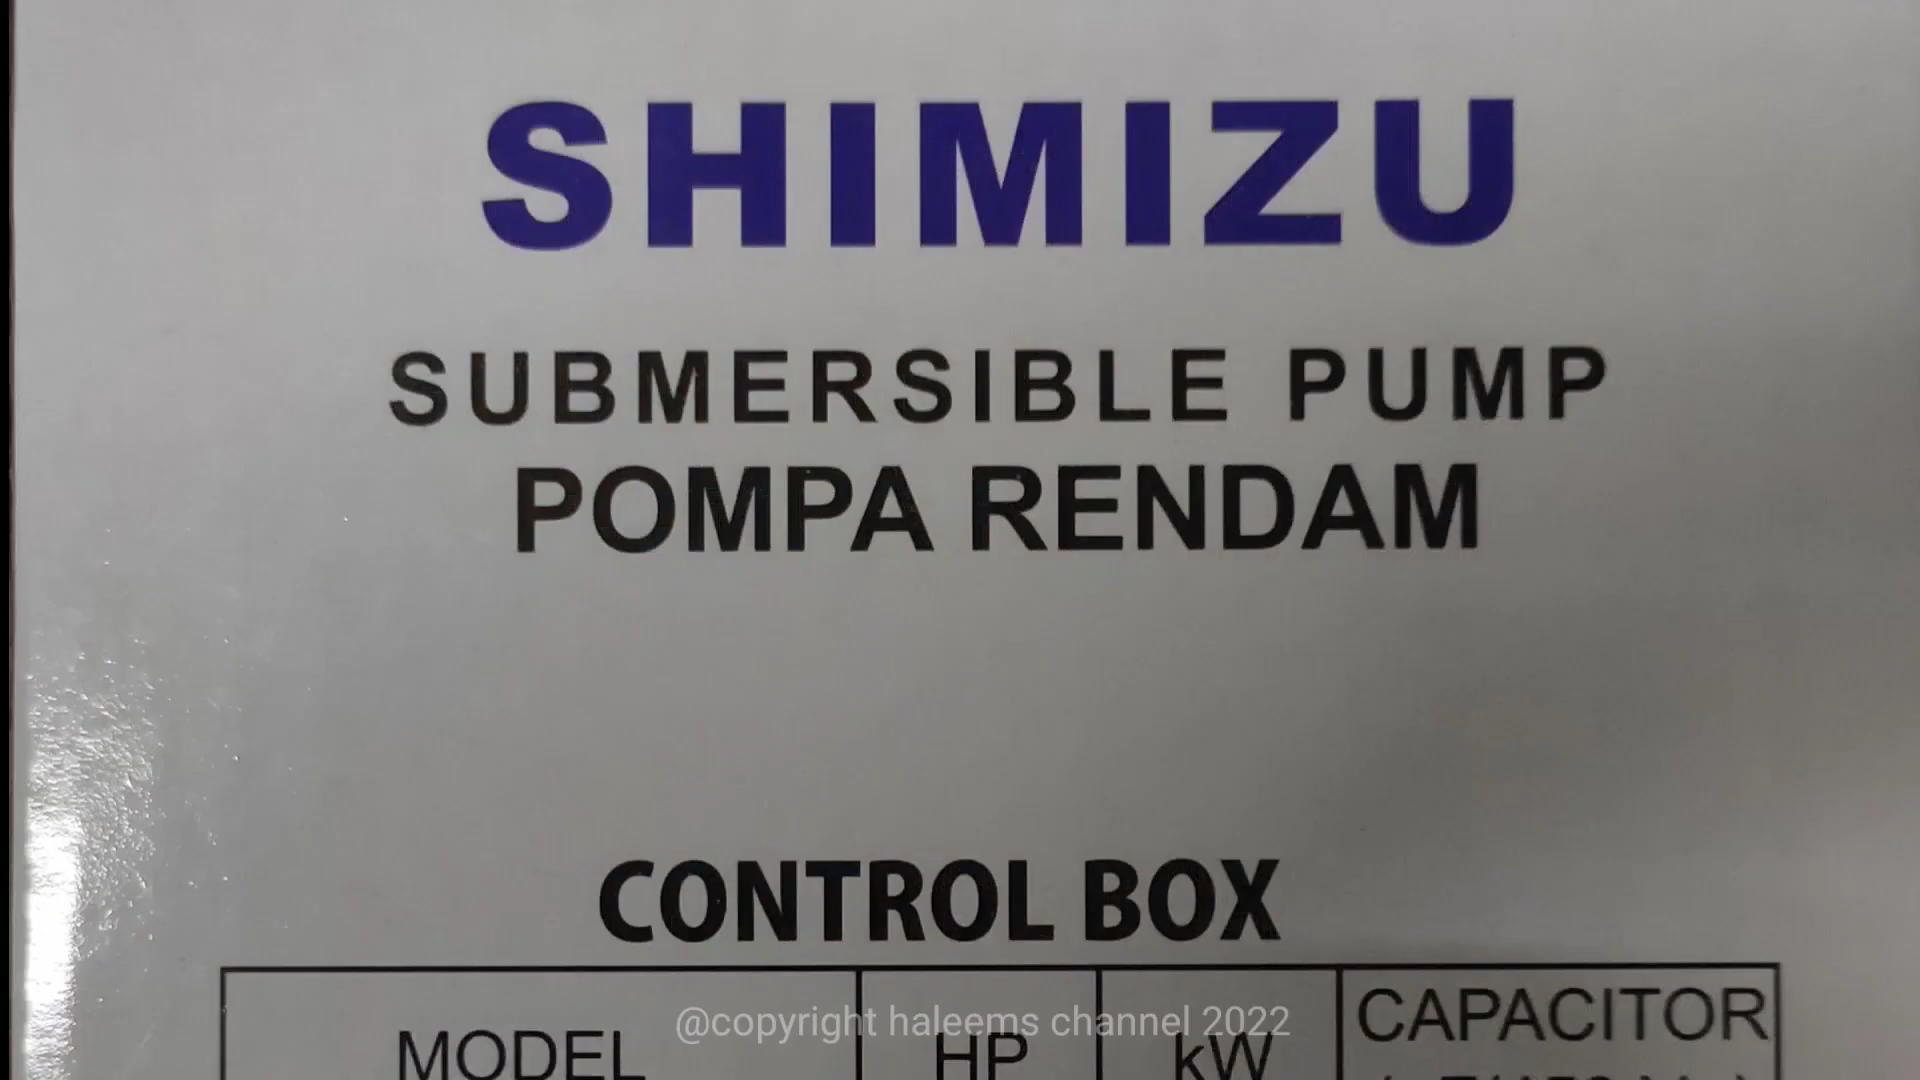 SHIMIZU
SUBMERSIBLE PUMP
POMPA RENDAM
CONTROL BOX
MODEL HP kW CAPACITOR
@copyright haleems channel 2022